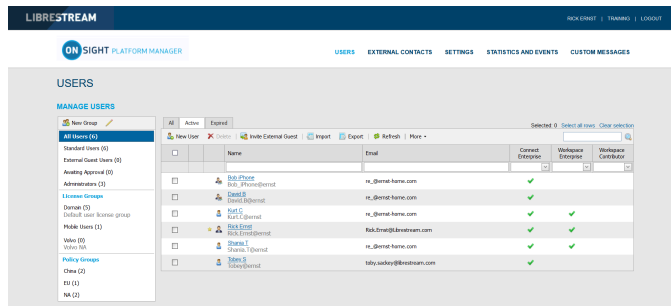 LIBRESTREAM
RICK ERNST | TRAINING | LOGOUT
ON SIGHT PLATFORM MANAGER
USERS EXTERNAL CONTACTS SETTINGS STATISTICS AND EVENTS CUSTOM MESSAGES
USERS
MANAGE USERS
New Group
All Users (6)
Standard Users (6)
External Guest Users (0)
Awaiting Approval (0)
Administrators (3)
License Groups
Domain (5)
Default user license group
Mobile Users (1)
Volvo (0)
Volvo NA
Policy Groups
China (2)
EU (1)
NA (2)
All Active Expired
Selected: 0 Select all rows Clear selection
New User Delete Invite External Guest Import Export Refresh More
Name Email Connect Enterprise Workspace Enterprise Workspace Contributor
Bob iPhone re_@ernst-home.com
Bob_iPhone@ernst
David B re_@ernst-home.com
David.B@ernst
Kurt C re_@ernst-home.com
Kurt.C@ernst
Rick Ernst Rick.Ernst@Librestream.com
Rick.Ernst@ernst
Shania T re_@ernst-home.com
Shania.T@ernst
Tobey S toby.sackey@librestream.com
Tobey@ernst